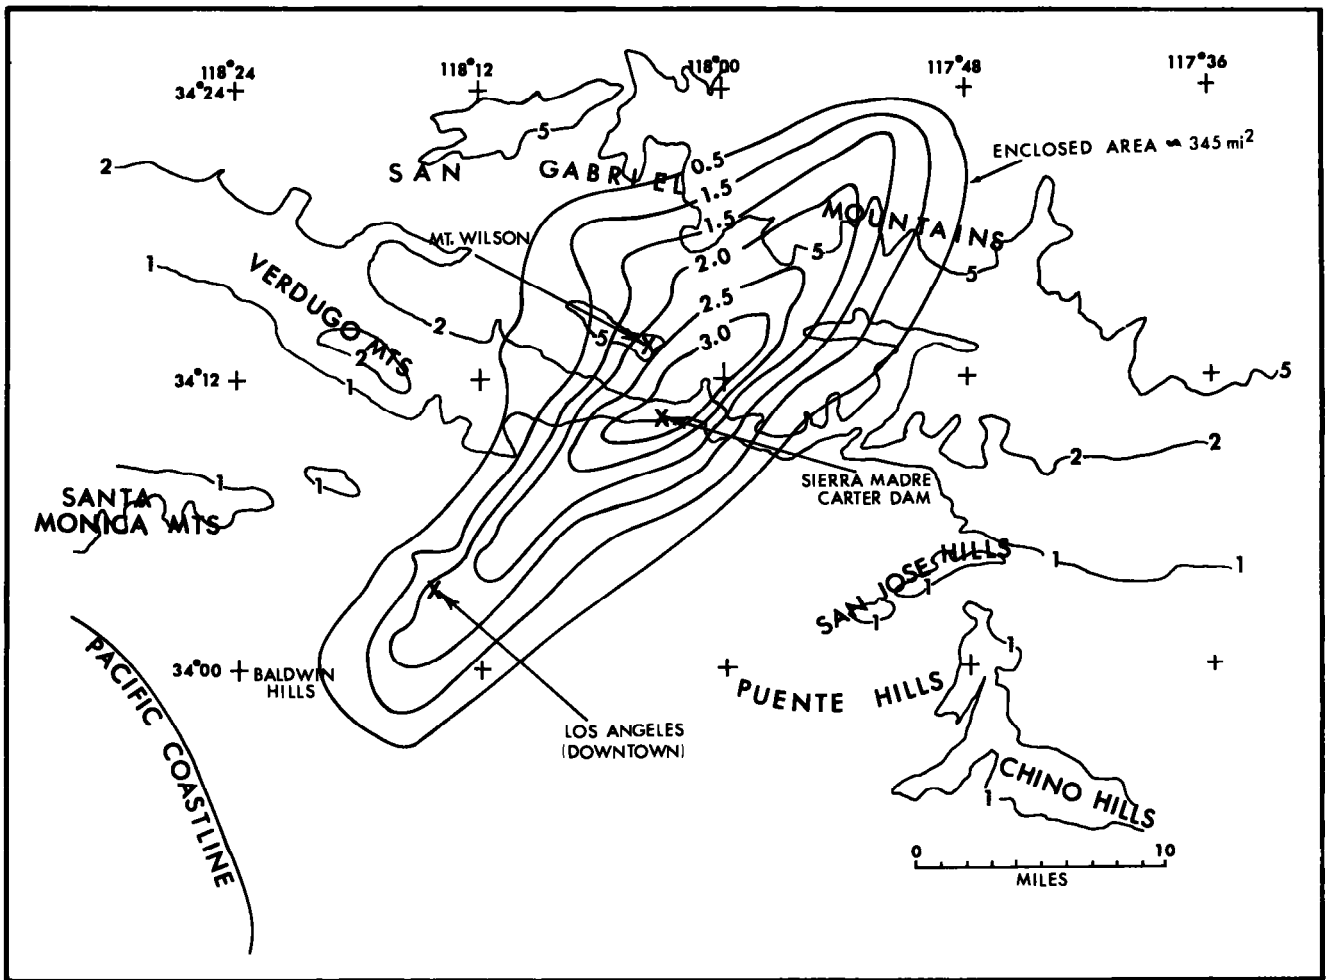 118°24
118°12
118°00
117°48
117°36
34°24
ENCLOSED AREA ≈ 345 mi²
5
SAN GABRIEL
0.5
2
1.5
1.5
MOUNTAINS
MT. WILSON
5
5
2.0
1
VERDUGO MTS
2.5
2
5
3.0
2
34°12
1
5
2
2
SIERRA MADRE
CARTER DAM
1
1
SANTA
MONICA MTS
SAN JOSE HILLS
1
1
1
1
1
PACIFIC COASTLINE
34°00
BALDWIN
HILLS
PUENTE HILLS
LOS ANGELES
(DOWNTOWN)
CHINO HILLS
1
0
10
MILES